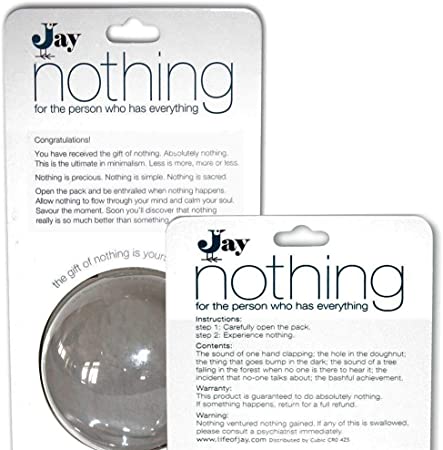 Jay
nothing
for the person who has everything
Congratulations!
You have received the gift of nothing. Absolutely nothing.
This is the ultimate in minimalism. Less is more, more or less.
Nothing is precious. Nothing is simple. Nothing is sacred.
Open the pack and be enthralled when nothing happens.
Allow nothing to flow through your mind and calm your soul.
Savour the moment. Soon you'll discover that nothing
really is so much better than something.
the gift of nothing is yours
Jay
nothing
for the person who has everything
Instructions:
step 1: Carefully open the pack.
step 2: Experience nothing.
Contents:
The sound of one hand clapping; the hole in the doughnut;
the thing that goes bump in the dark; the sound of a tree
falling in the forest when no one is there to hear it; the
incident that no-one talks about; the bashful achievement.
Warranty:
This product is guaranteed to do absolutely nothing.
If something happens, return for a full refund..
Warning:
Nothing ventured nothing gained. If any of this is swallowed,
please consult a psychiatrist immediately.
www.lifeofjay.com Distributed by Cubic CR0 4ZS